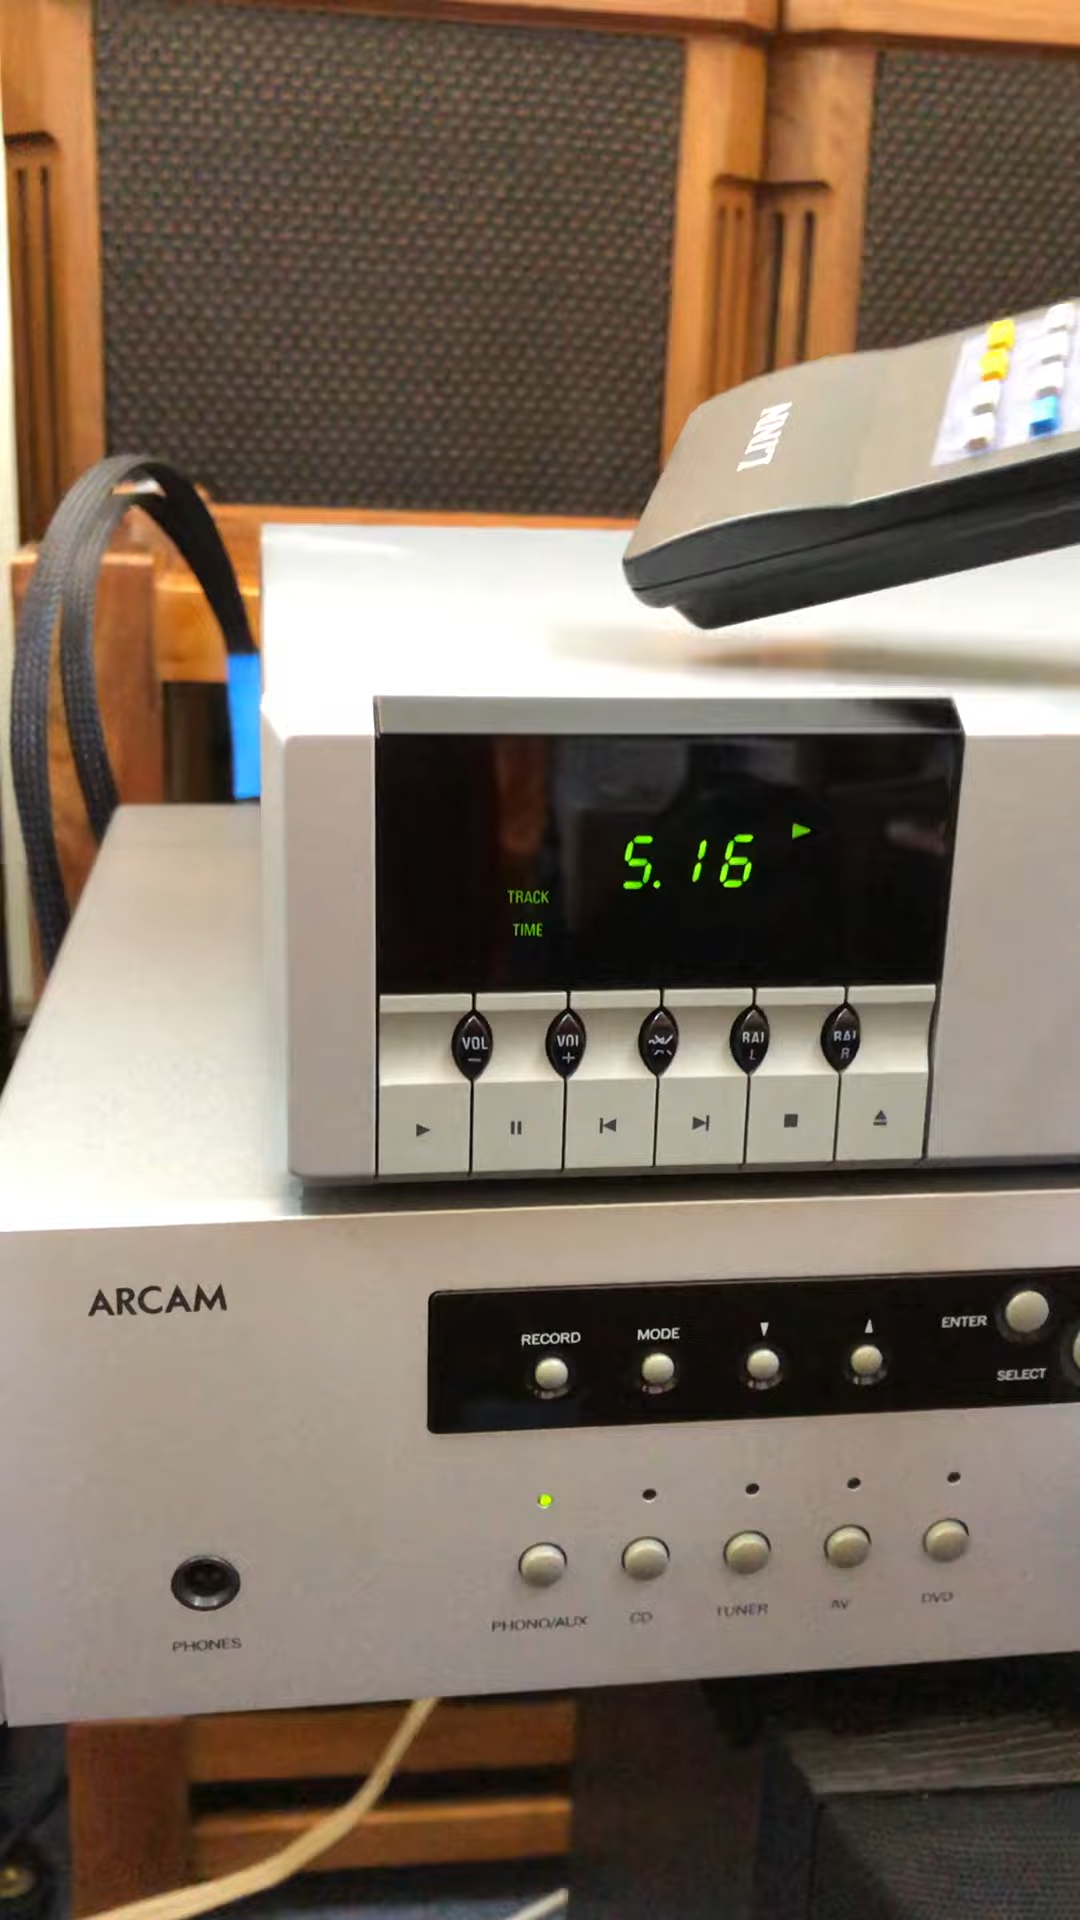 LINN
5.16
TRACK
TIME
VOL
VOL
BAL
L
BAL
R
ARCAM
RECORD
MODE
ENTER
SELECT
PHONO/AUX
CD
TUNER
AV
DVD
PHONES